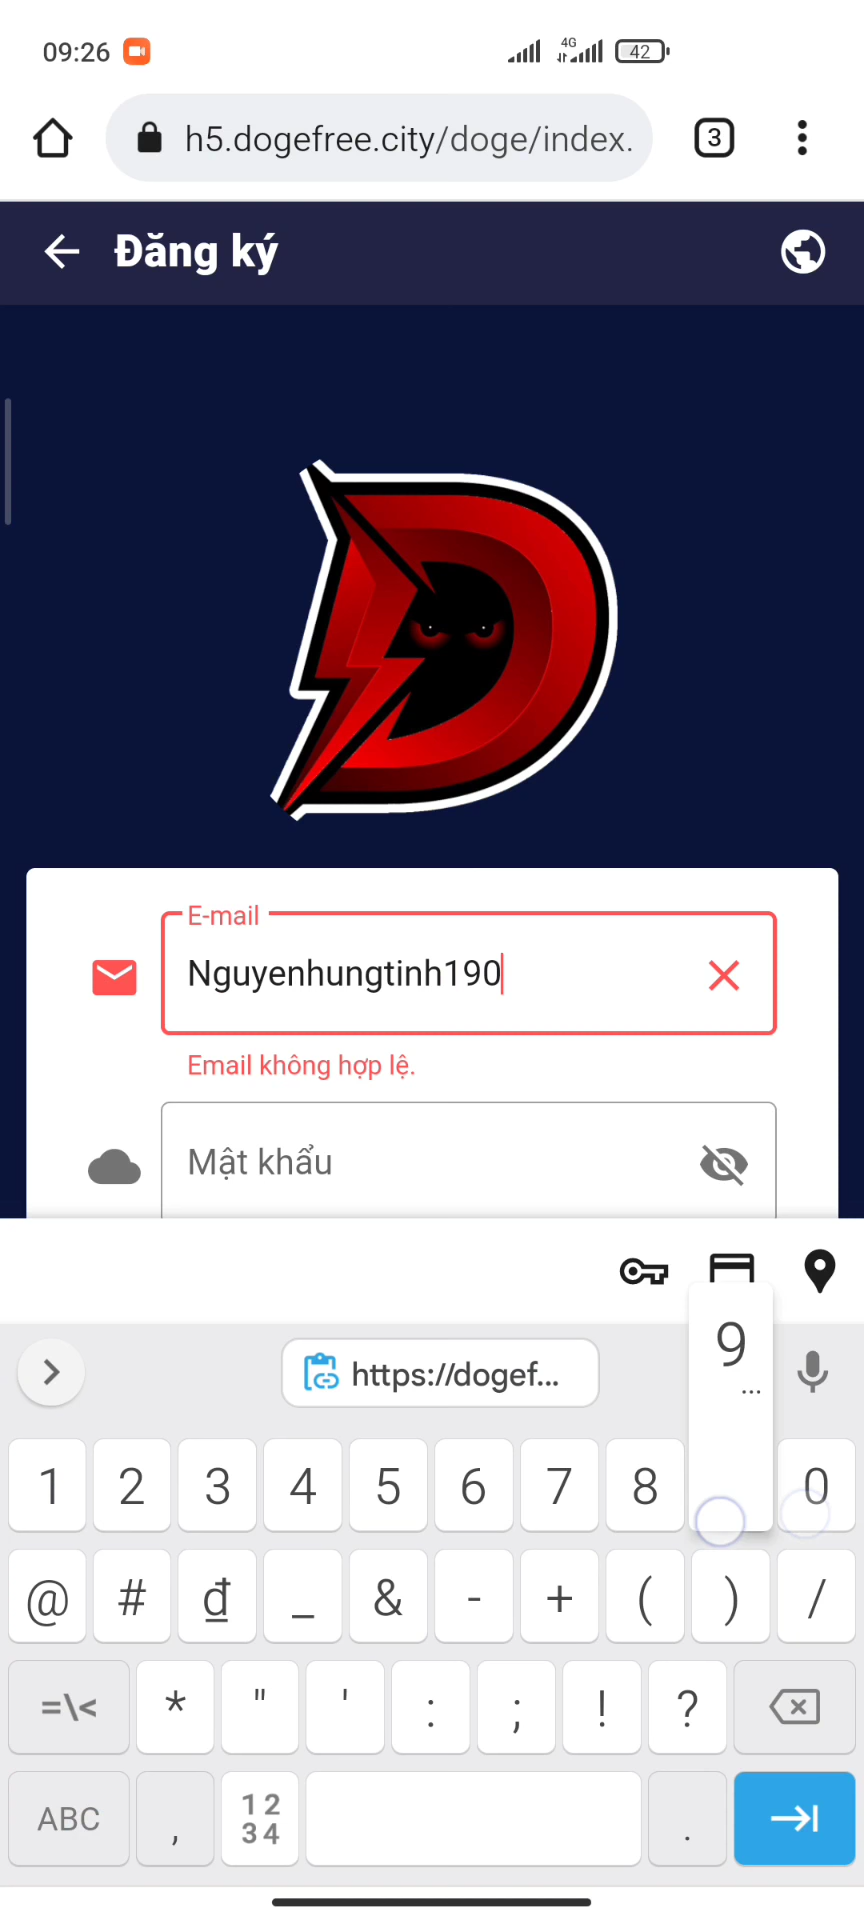 09:26
4G
42
h5.dogefree.city/doge/index.
3
Đăng ký
E-mail
Nguyenhungtinh190
Email không hợp lệ.
Mật khẩu
9
...
https://dogef...
1 2 3 4 5 6 7 8 0
@ # đ _ & - + ( ) /
=\< * " ' : ; ! ?
ABC , 1 2 3 4 .